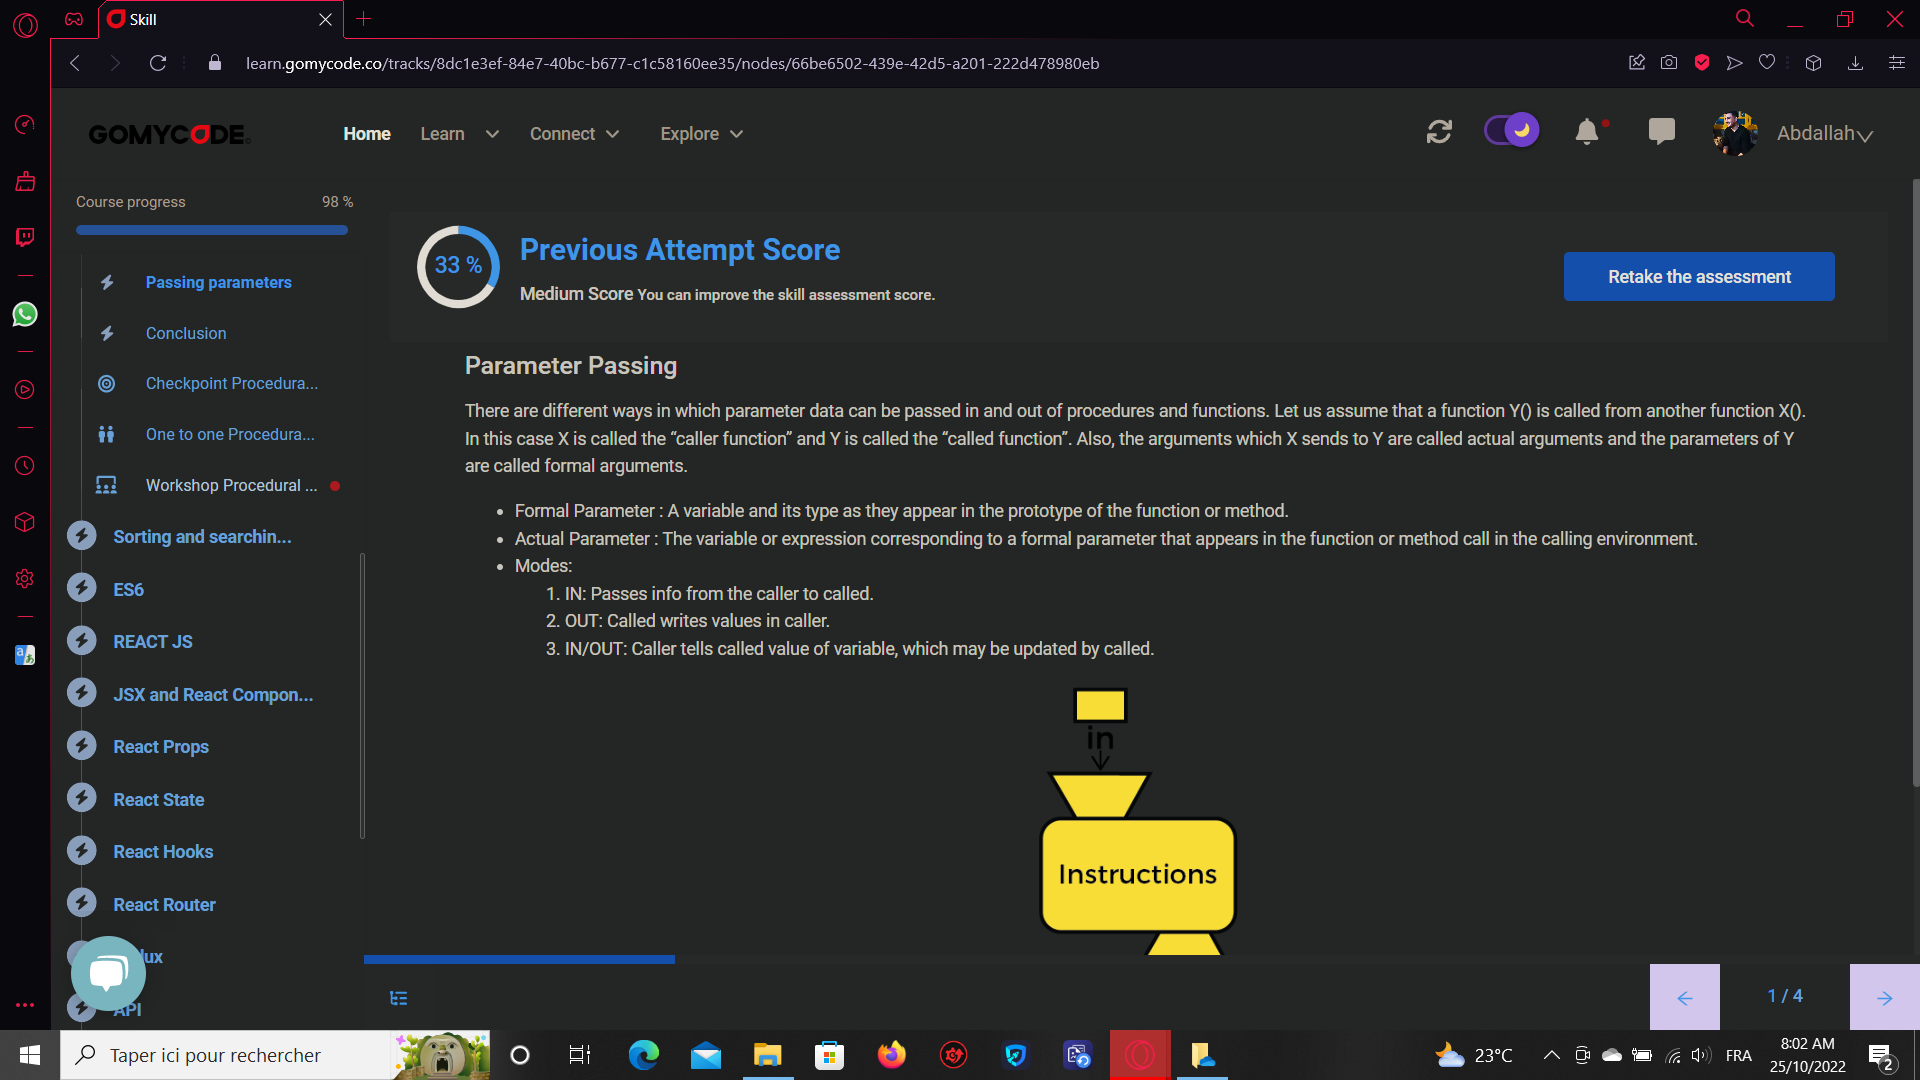 Skill
learn.gomycode.co/tracks/8dc1e3ef-84e7-40bc-b677-c1c58160ee35/nodes/66be6502-439e-42d5-a201-222d478980eb
GOMYCODE
Home
Learn
Connect
Explore
Abdallah
Course progress
98 %
Passing parameters
Conclusion
Checkpoint Procedura...
One to one Procedura...
Workshop Procedural ...
Sorting and searchin...
ES6
REACT JS
JSX and React Compon...
React Props
React State
React Hooks
React Router
lux
API
33 %
Previous Attempt Score
Medium Score You can improve the skill assessment score.
Retake the assessment
Parameter Passing
There are different ways in which parameter data can be passed in and out of procedures and functions. Let us assume that a function Y() is called from another function X().
In this case X is called the “caller function” and Y is called the “called function”. Also, the arguments which X sends to Y are called actual arguments and the parameters of Y
are called formal arguments.
• Formal Parameter : A variable and its type as they appear in the prototype of the function or method.
• Actual Parameter : The variable or expression corresponding to a formal parameter that appears in the function or method call in the calling environment.
• Modes:
1. IN: Passes info from the caller to called.
2. OUT: Called writes values in caller.
3. IN/OUT: Caller tells called value of variable, which may be updated by called.
in
Instructions
1 / 4
Taper ici pour rechercher
23°C
FRA
8:02 AM
25/10/2022
2